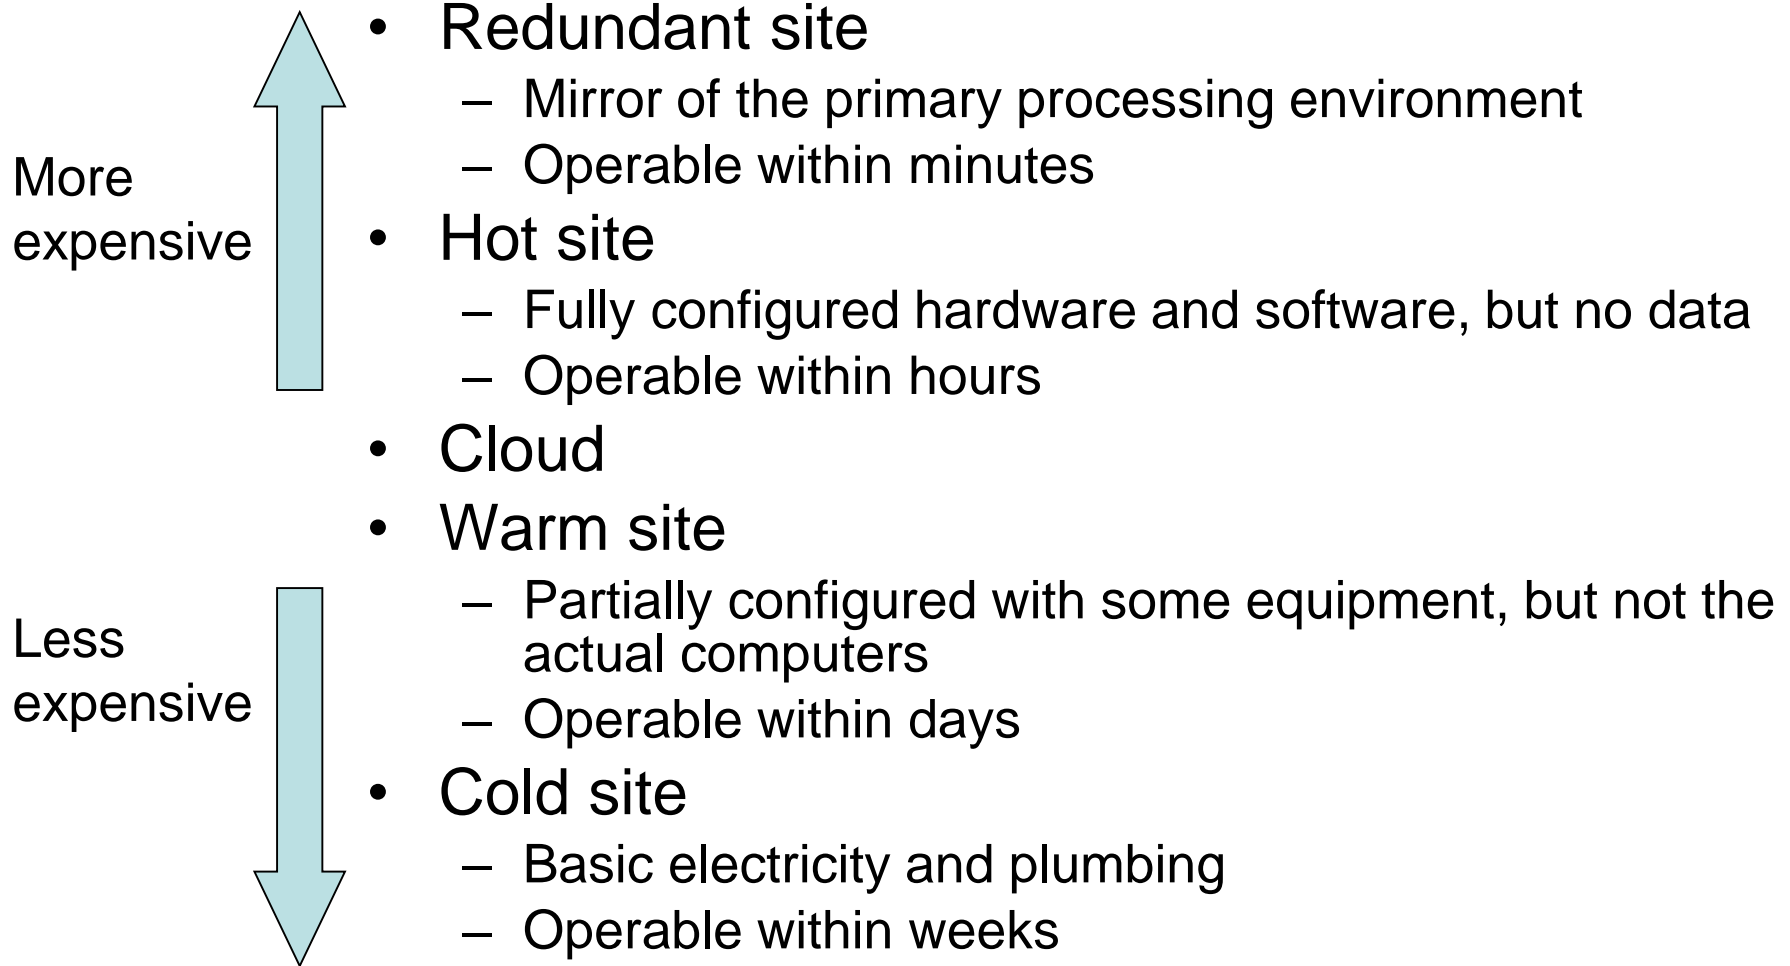 • Redundant site
– Mirror of the primary processing environment
– Operable within minutes
More
expensive
• Hot site
– Fully configured hardware and software, but no data
– Operable within hours
• Cloud
• Warm site
– Partially configured with some equipment, but not the
actual computers
– Operable within days
Less
expensive
• Cold site
– Basic electricity and plumbing
– Operable within weeks